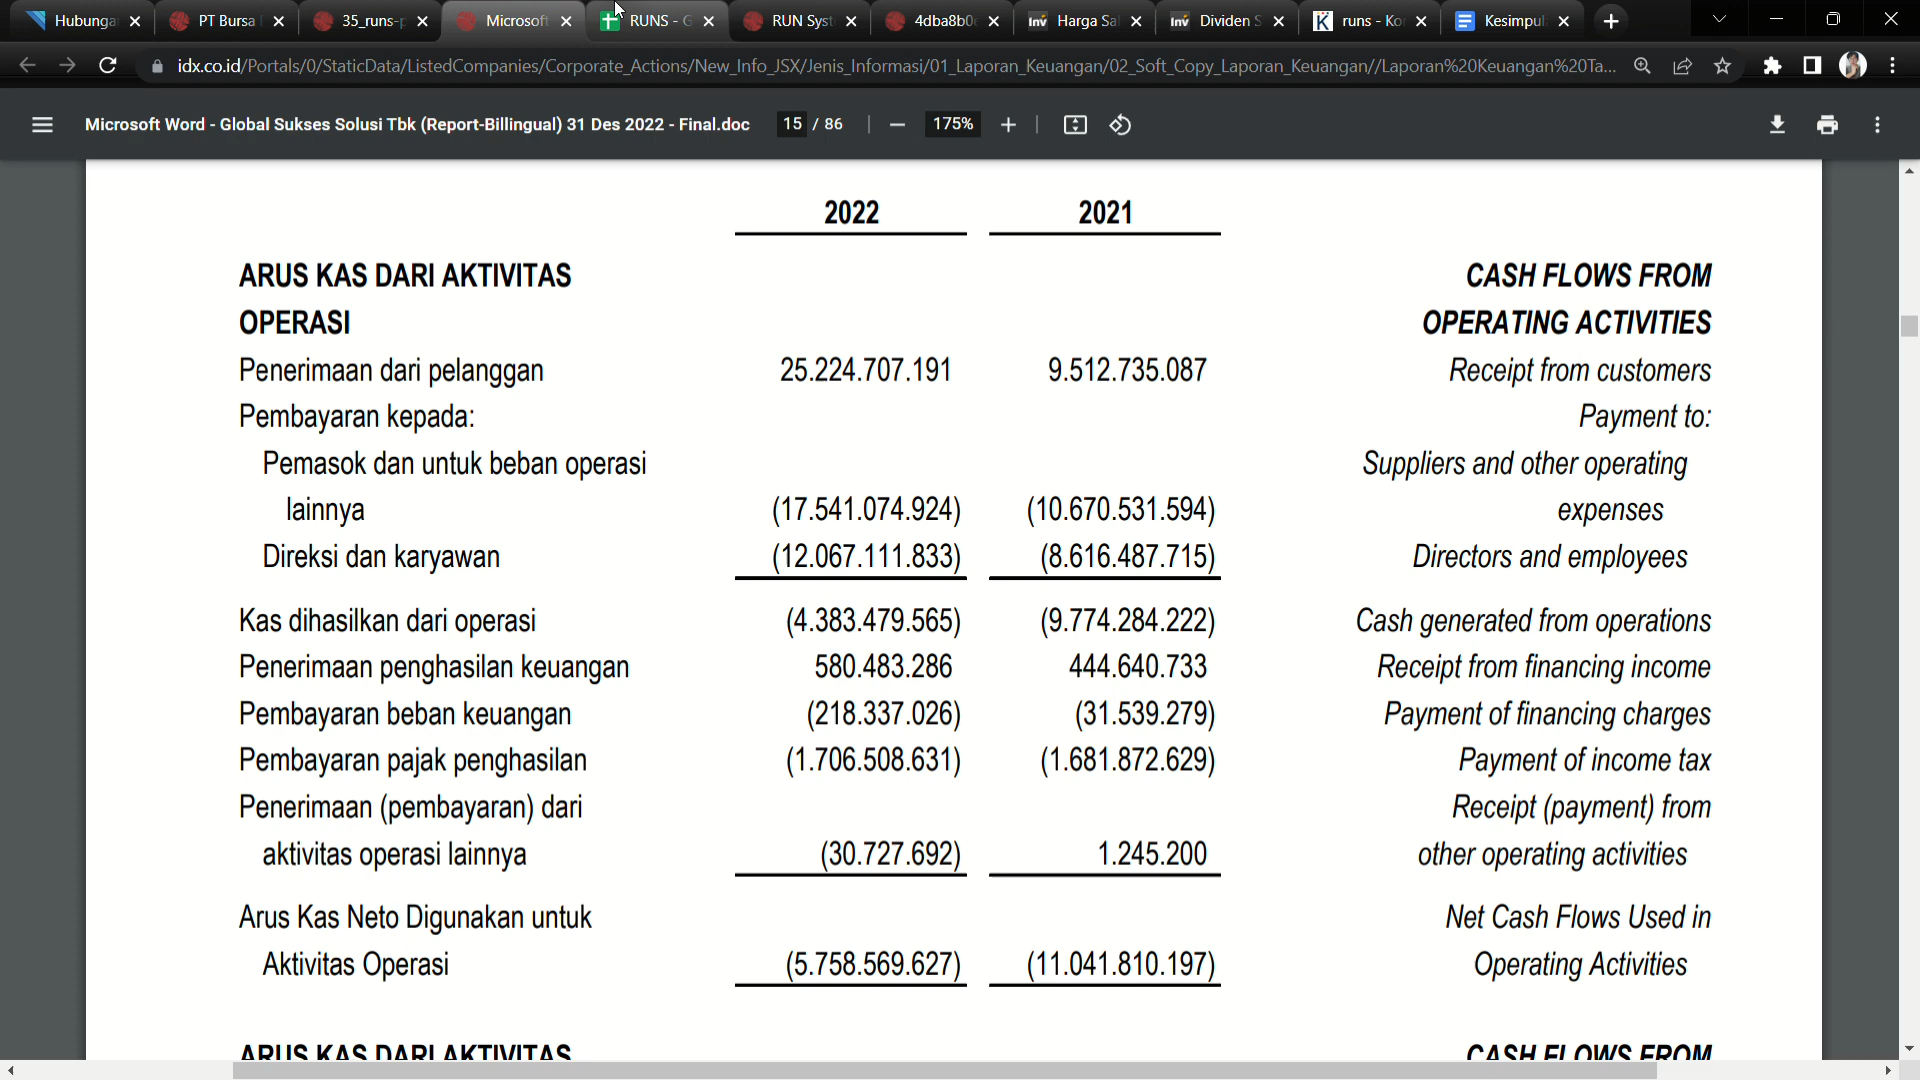 Hubunga
PT Bursa
35_runs-p
Microsoft
RUNS - G
RUN Syst
4dba8b0
Harga Sa
Dividen S
runs - Ko
Kesimpul
idx.co.id/Portals/0/StaticData/ListedCompanies/Corporate_Actions/New_Info_JSX/Jenis_Informasi/01_Laporan_Keuangan/02_Soft_Copy_Laporan_Keuangan//Laporan%20Keuangan%20Ta...
Microsoft Word - Global Sukses Solusi Tbk (Report-Billingual) 31 Des 2022 - Final.doc 15 / 86 175%
2022 2021
ARUS KAS DARI AKTIVITAS CASH FLOWS FROM
OPERASI OPERATING ACTIVITIES
Penerimaan dari pelanggan 25.224.707.191 9.512.735.087 Receipt from customers
Pembayaran kepada: Payment to:
Pemasok dan untuk beban operasi Suppliers and other operating
lainnya (17.541.074.924) (10.670.531.594) expenses
Direksi dan karyawan (12.067.111.833) (8.616.487.715) Directors and employees
Kas dihasilkan dari operasi (4.383.479.565) (9.774.284.222) Cash generated from operations
Penerimaan penghasilan keuangan 580.483.286 444.640.733 Receipt from financing income
Pembayaran beban keuangan (218.337.026) (31.539.279) Payment of financing charges
Pembayaran pajak penghasilan (1.706.508.631) (1.681.872.629) Payment of income tax
Penerimaan (pembayaran) dari Receipt (payment) from
aktivitas operasi lainnya (30.727.692) 1.245.200 other operating activities
Arus Kas Neto Digunakan untuk Net Cash Flows Used in
Aktivitas Operasi (5.758.569.627) (11.041.810.197) Operating Activities
ARUS KAS DARI AKTIVITAS CASH FLOWS FROM